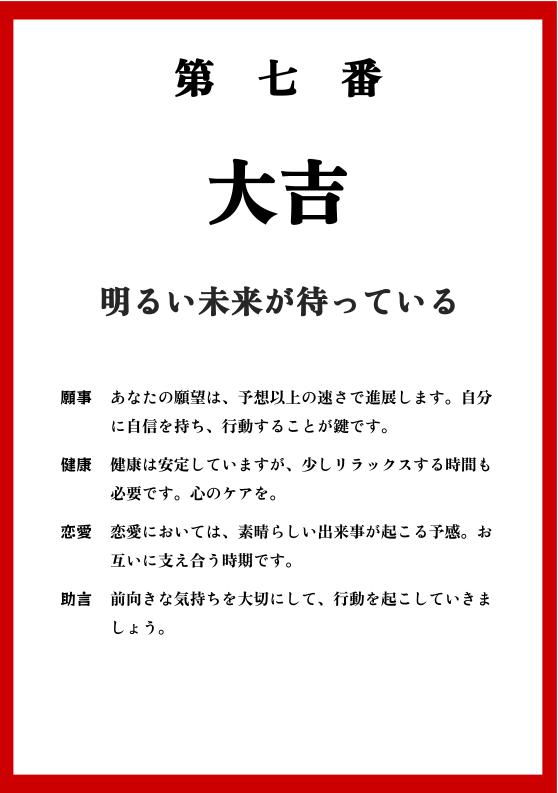 第 七 番
大吉
明るい未来が待っている
願事 あなたの願望は、予想以上の速さで進展します。自分
に自信を持ち、行動することが鍵です。
健康 健康は安定していますが、少しリラックスする時間も
必要です。心のケアを。
恋愛 恋愛においては、素晴らしい出来事が起こる予感。お
互いに支え合う時期です。
助言 前向きな気持ちを大切にして、行動を起こしていきま
しょう。